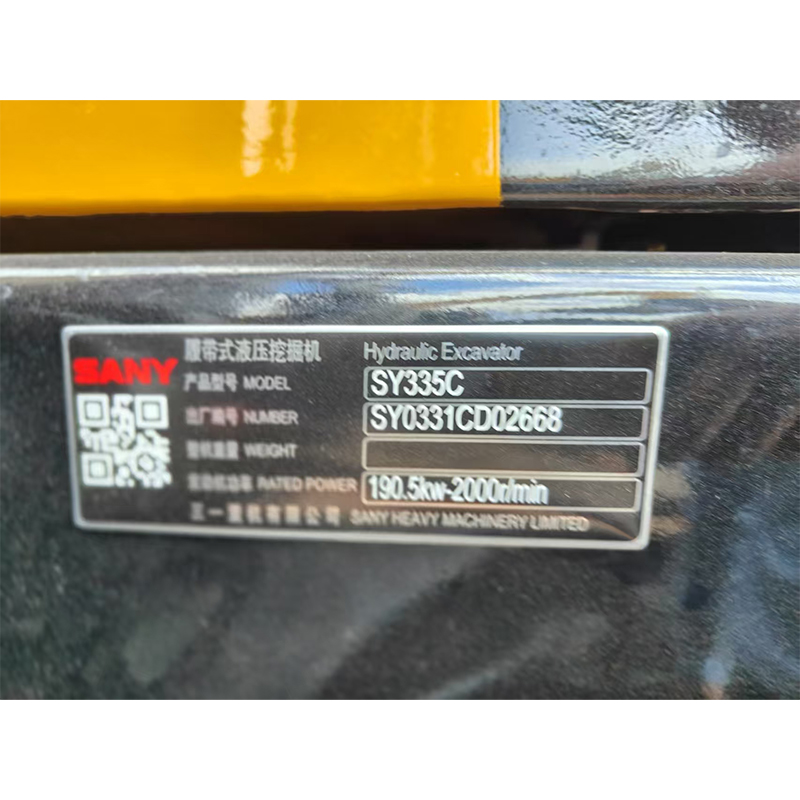 履带式液压挖掘机 Hydraulic Excavator
SANY
产品型号 MODEL SY335C
出厂编号 NUMBER SY0331CD02668
整机重量 WEIGHT
发动机功率 RATED POWER 190.5kw-2000r/min
三一重机有限公司 SANY HEAVY MACHINERY LIMITED